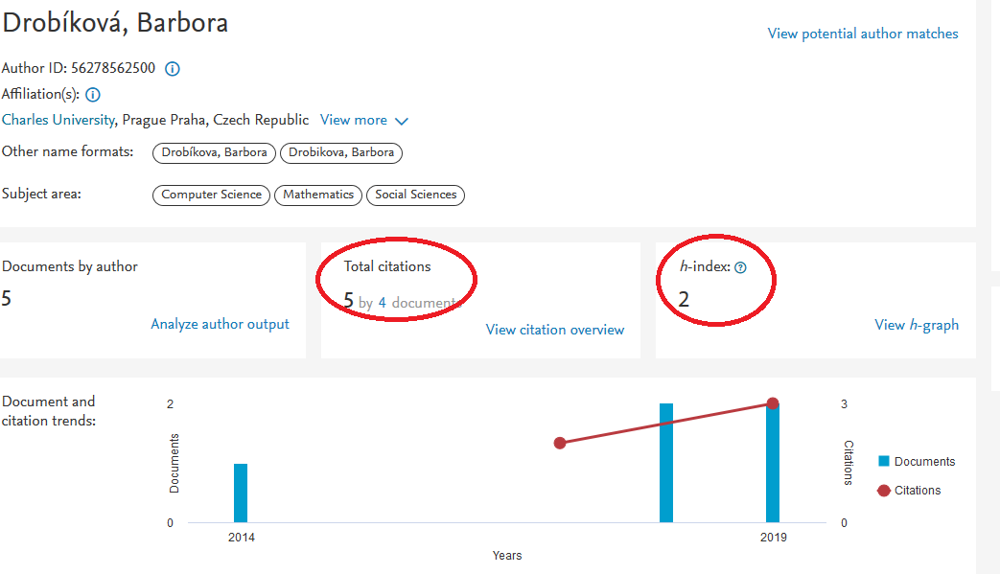 Drobíková, Barbora
View potential author matches
Author ID: 56278562500
Affiliation(s):
Charles University, Prague Praha, Czech Republic View more
Other name formats: Drobíkova, Barbora Drobikova, Barbora
Subject area: Computer Science Mathematics Social Sciences
Documents by author
5
Analyze author output
Total citations
5 by 4 documents
View citation overview
h-index: ?
2
View h-graph
Document and
citation trends:
2
0
Documents
2014
2019
Years
3
0
Citations
Documents
Citations